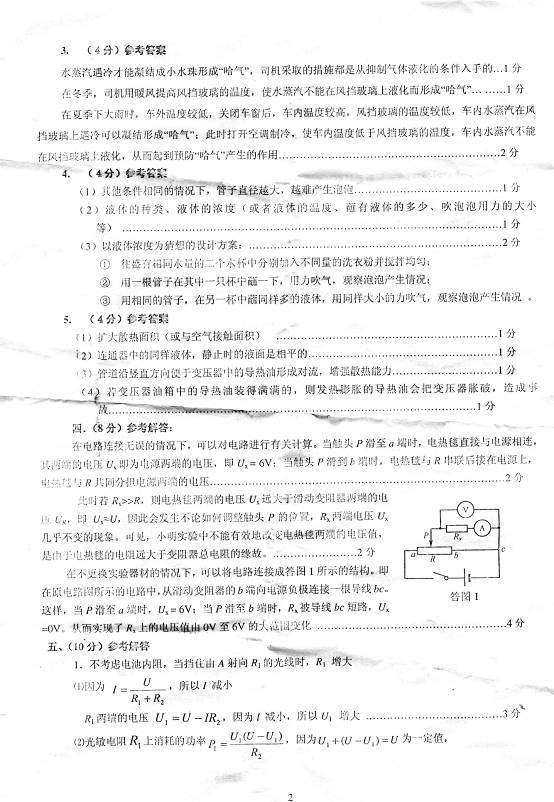 3. （4分）参考答案
水蒸汽遇冷才能凝结成小水珠形成“哈气”，司机采取的措施都是从抑制气体液化的条件入手的…1分
在冬季，司机用暖风提高风挡玻璃的温度，使水蒸汽不能在风挡玻璃上液化而形成“哈气”………1分
在夏季下大雨时，车外温度较低，关闭车窗后，车内温度较高，风挡玻璃的温度较低，车内水蒸汽在风
挡玻璃上遇冷可以凝结形成“哈气”；此时打开空调制冷，使车内温度低于风挡玻璃的温度，车内水蒸汽不能
在风挡玻璃上液化，从而起到预防“哈气”产生的作用……2分
4. （4分）参考答案
（1）其他条件相同的情况下，管子直径越大，越难产生泡泡……1分
（2）液体的种类、液体的浓度（或者液体的温度、蘸有液体的多少、吹泡泡用力的大小
等）……1分
（3）以液体浓度为猜想的设计方案：……2分
① 往盛有相同水量的二个水杯中分别加入不同量的洗衣粉并搅拌均匀；
② 用一根管子在其中一只杯中蘸一下，用力吹气，观察泡泡产生情况；
③ 用相同的管子，在另一杯中蘸同样多的液体，用同样大小的力吹气，观察泡泡产生情况 。
5. （4分）参考答案
（1）扩大散热面积（或与空气接触面积）……1分
（2）连通器中的同种液体，静止时的液面是相平的……1分
（3）管道沿竖直方向便于变压器中的导热油形成对流，增强散热能力……1分
（4）若变压器油箱中的导热油装得满满的，则发热膨胀的导热油会把变压器胀破，造成事
故……1分
四.（8分）参考解答：
在电路连接无误的情况下，可以对电路进行有关计算。当触头 P 滑至 a 端时，电热毯直接与电源相连，
其两端的电压 Ux 即为电源两端的电压，即 Ux = 6V；当触头 P 滑到 b 端时，电热毯与 R 串联后接在电源上，
电热毯与 R 共同分担电源两端的电压……2分
此时若 Rx>>R，则电热毯两端的电压 Ux 远大于滑动变阻器两端的电
压 UR，即 Ux≈U，因此会发生不论如何调整触头 P 的位置，Rx 两端电压 Ux
几乎不变的现象。可见，小明实验中不能有效地改变电热毯两端的电压值，
是由于电热毯的电阻远大于变阻器总电阻的缘故。……2分
在不更换实验器材的情况下，可以将电路连接成答图 1 所示的结构。即
在原电路图所示的电路中，从滑动变阻器的 b 端向电源负极连接一根导线 bc。
这样，当 P 滑至 a 端时，Ux = 6V；当 P 滑至 b 端时，Rx 被导线 bc 短路，Ux
=0V。从而实现了 Rx 上的电压值由 0V 至 6V 的大范围变化……4分
V
A
P
Rx
a
R
b
c
答图 1
五、（10分）参考解答
1．不考虑电池内阻，当挡住由 A 射向 R1 的光线时，R1 增大
⑴因为 I = U/(R1 + R2)，所以 I 减小
R1 两端的电压 U1 = U − IR2，因为 I 减小，所以 U1 增大……3分
⑵光敏电阻 R1 上消耗的功率 P1 = U1(U − U1)/R2，因为 U1 + (U − U1) = U 为一定值，
2